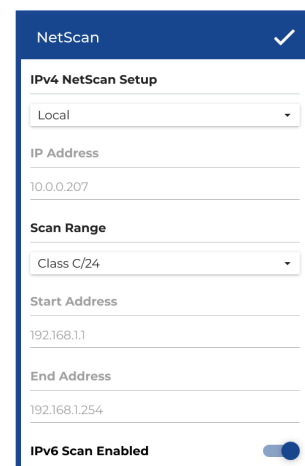 NetScan
IPv4 NetScan Setup
Local
IP Address
10.0.0.207
Scan Range
Class C/24
Start Address
192.168.1.1
End Address
192.168.1.254
IPv6 Scan Enabled